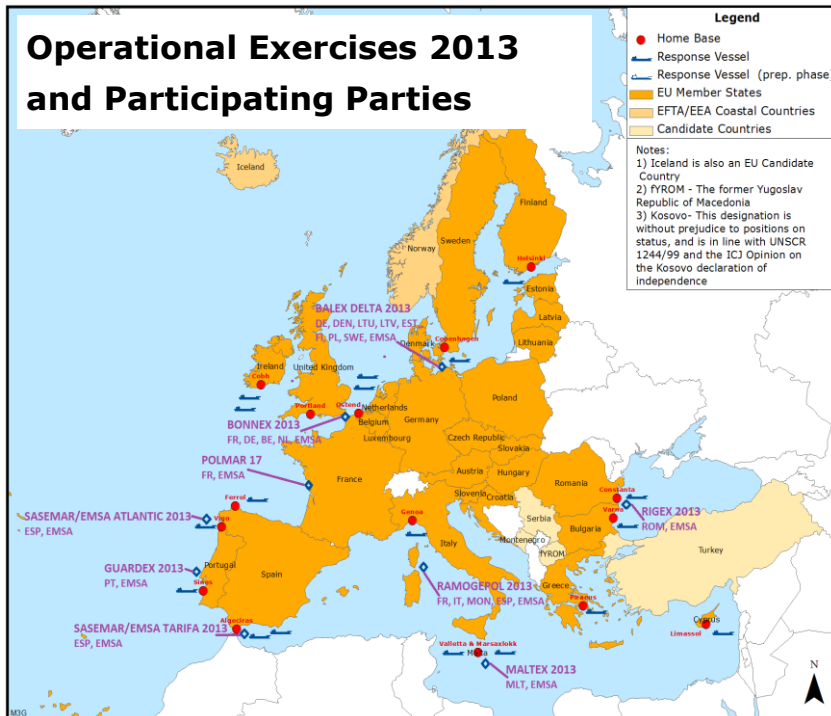 Operational Exercises 2013
and Participating Parties
Legend
Home Base
Response Vessel
Response Vessel (prep. phase)
EU Member States
EFTA/EEA Coastal Countries
Candidate Countries
Notes:
1) Iceland is also an EU Candidate
Country
2) fYROM - The former Yugoslav
Republic of Macedonia
3) Kosovo- This designation is
without prejudice to positions on
status, and is in line with UNSCR
1244/99 and the ICJ Opinion on
the Kosovo declaration of
independence
Iceland
Finland
Norway
Sweden
Helsinki
Estonia
Latvia
Lithuania
BALEX DELTA 2013
DE, DEN, LTU, LTV, EST,
FI, PL, SWE, EMSA
Denmark
Copenhagen
Ireland
United Kingdom
Cobh
Portland
Ostend
Netherlands
Belgium
Luxembourg
Germany
Poland
BONNEX 2013
FR, DE, BE, NL, EMSA
Czech Republic
Slovakia
POLMAR 17
FR, EMSA
France
Austria
Hungary
Slovenia
Croatia
Romania
Constanta
Ferrol
Genoa
Varna
RIGEX 2013
ROM, EMSA
SASEMAR/EMSA ATLANTIC 2013
ESP, EMSA
Vigo
Italy
Serbia
Bulgaria
Montenegro
fYROM
Turkey
GUARDEX 2013
PT, EMSA
Portugal
Spain
Sines
RAMOGEPOL 2013
FR, IT, MON, ESP, EMSA
Greece
Piraeus
SASEMAR/EMSA TARIFA 2013
ESP, EMSA
Algeciras
Cyprus
Limassol
Valletta & Marsaxlokk
Malta
MALTEX 2013
MLT, EMSA
N
M3G